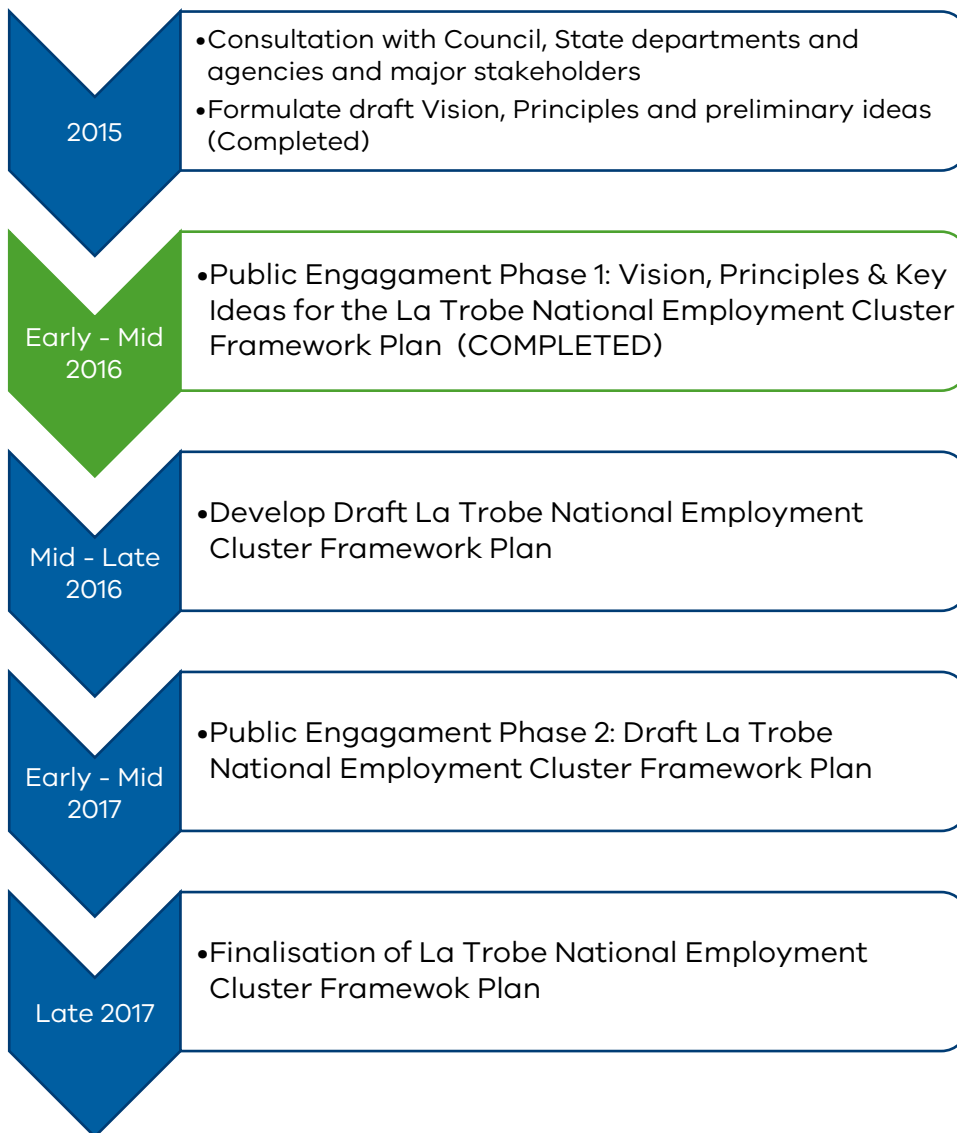 2015
•Consultation with Council, State departments and
agencies and major stakeholders
•Formulate draft Vision, Principles and preliminary ideas
(Completed)
Early - Mid
2016
•Public Engagament Phase 1: Vision, Principles & Key
Ideas for the La Trobe National Employment Cluster
Framework Plan (COMPLETED)
Mid - Late
2016
•Develop Draft La Trobe National Employment
Cluster Framework Plan
Early - Mid
2017
•Public Engagament Phase 2: Draft La Trobe
National Employment Cluster Framework Plan
Late 2017
•Finalisation of La Trobe National Employment
Cluster Framewok Plan